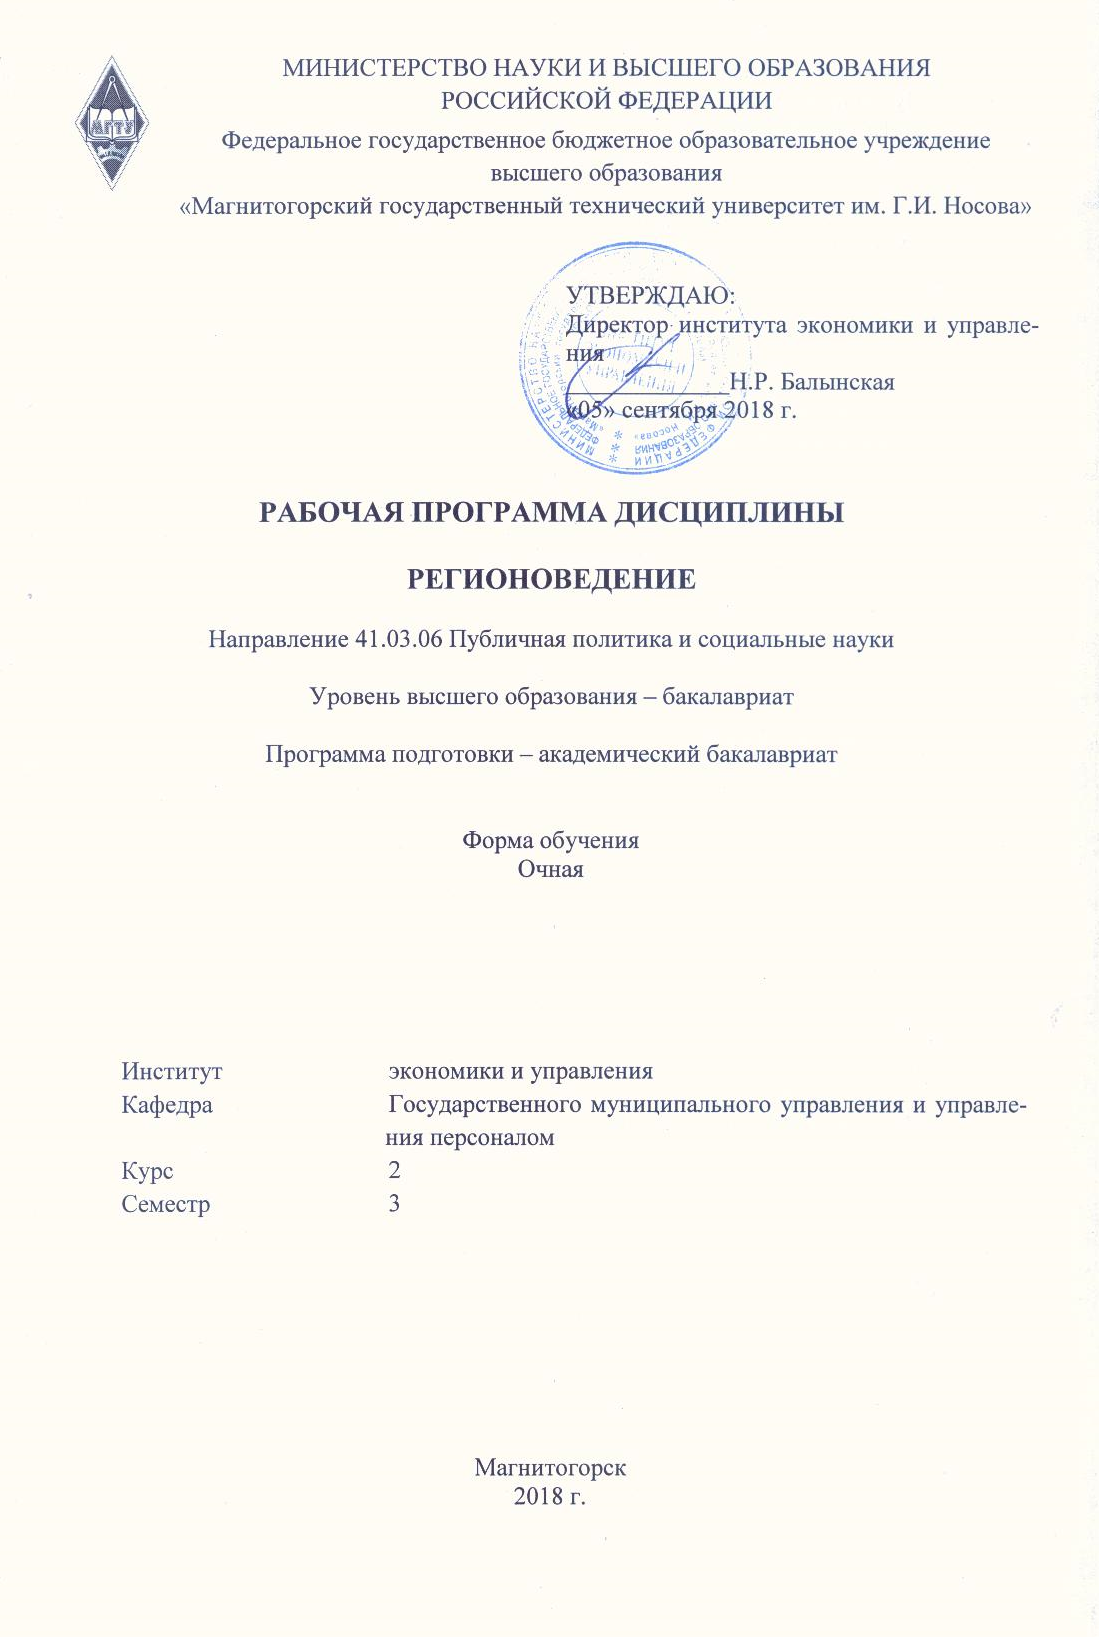 МИНИСТЕРСТВО НАУКИ И ВЫСШЕГО ОБРАЗОВАНИЯ
РОССИЙСКОЙ ФЕДЕРАЦИИ
Федеральное государственное бюджетное образовательное учреждение
высшего образования
«Магнитогорский государственный технический университет им. Г.И. Носова»
МГТУ
УТВЕРЖДАЮ:
Директор института экономики и управле-
ния
Н.Р. Балынская
«05» сентября 2018 г.
РАБОЧАЯ ПРОГРАММА ДИСЦИПЛИНЫ
РЕГИОНОВЕДЕНИЕ
Направление 41.03.06 Публичная политика и социальные науки
Уровень высшего образования – бакалавриат
Программа подготовки – академический бакалавриат
Форма обучения
Очная
Институт экономики и управления
Кафедра Государственного муниципального управления и управле-
ния персоналом
Курс 2
Семестр 3
Магнитогорск
2018 г.